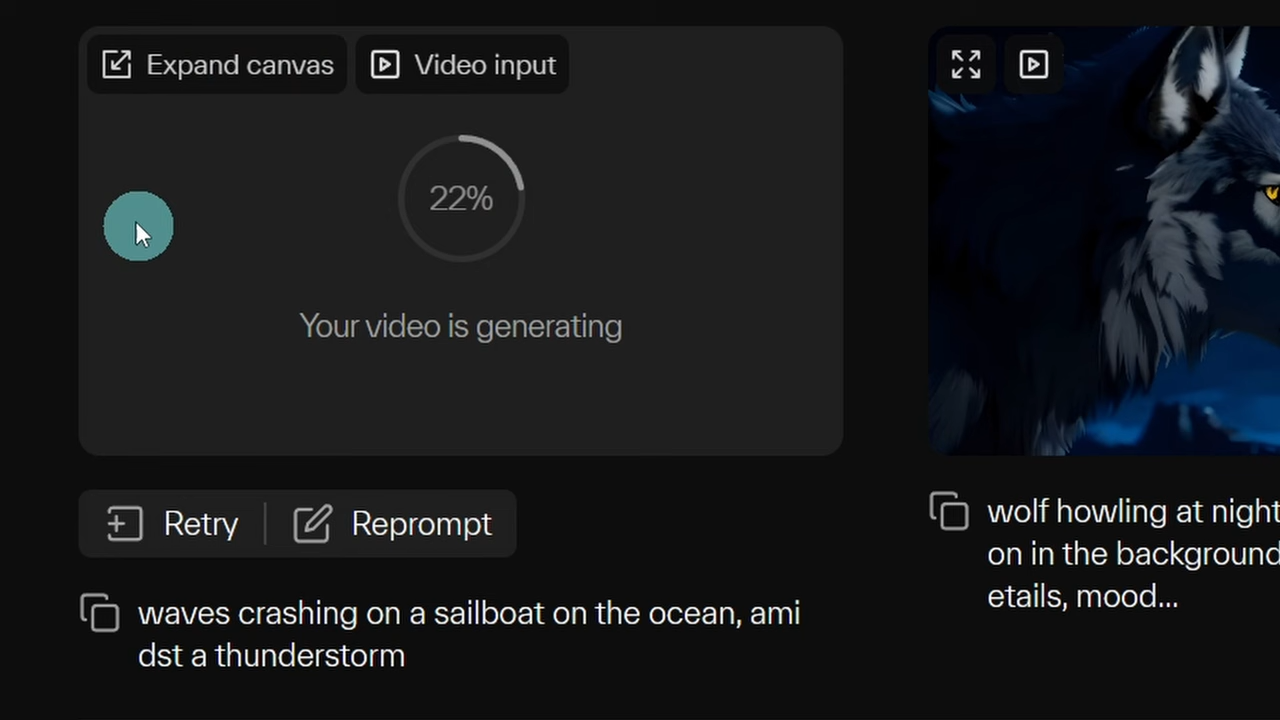 Expand canvas
Video input
22%
Your video is generating
Retry
Reprompt
waves crashing on a sailboat on the ocean, ami
dst a thunderstorm
wolf howling at night
on in the background
etails, mood...